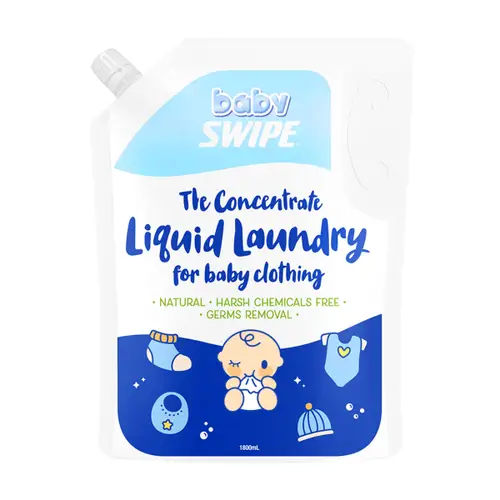 baby
SWIPE
The Concentrate
Liquid Laundry
for baby clothing
• NATURAL • HARSH CHEMICALS FREE •
• GERMS REMOVAL •
1800mL